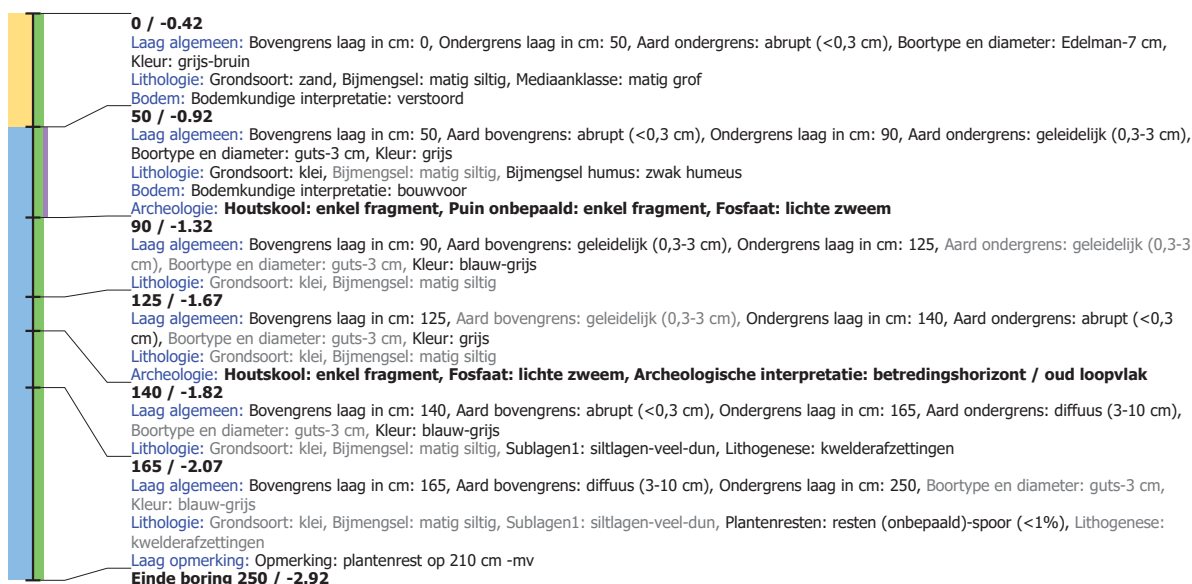 0 / -0.42
Laag algemeen: Bovengrens laag in cm: 0, Ondergrens laag in cm: 50, Aard ondergrens: abrupt (<0,3 cm), Boortype en diameter: Edelman-7 cm,
Kleur: grijs-bruin
Lithologie: Grondsoort: zand, Bijmengsel: matig siltig, Mediaanklasse: matig grof
Bodem: Bodemkundige interpretatie: verstoord
50 / -0.92
Laag algemeen: Bovengrens laag in cm: 50, Aard bovengrens: abrupt (<0,3 cm), Ondergrens laag in cm: 90, Aard ondergrens: geleidelijk (0,3-3 cm),
Boortype en diameter: guts-3 cm, Kleur: grijs
Lithologie: Grondsoort: klei, Bijmengsel: matig siltig, Bijmengsel humus: zwak humeus
Bodem: Bodemkundige interpretatie: bouwvoor
Archeologie: Houtskool: enkel fragment, Puin onbepaald: enkel fragment, Fosfaat: lichte zweem
90 / -1.32
Laag algemeen: Bovengrens laag in cm: 90, Aard bovengrens: geleidelijk (0,3-3 cm), Ondergrens laag in cm: 125, Aard ondergrens: geleidelijk (0,3-3
cm), Boortype en diameter: guts-3 cm, Kleur: blauw-grijs
Lithologie: Grondsoort: klei, Bijmengsel: matig siltig
125 / -1.67
Laag algemeen: Bovengrens laag in cm: 125, Aard bovengrens: geleidelijk (0,3-3 cm), Ondergrens laag in cm: 140, Aard ondergrens: abrupt (<0,3
cm), Boortype en diameter: guts-3 cm, Kleur: grijs
Lithologie: Grondsoort: klei, Bijmengsel: matig siltig
Archeologie: Houtskool: enkel fragment, Fosfaat: lichte zweem, Archeologische interpretatie: betredingshorizont / oud loopvlak
140 / -1.82
Laag algemeen: Bovengrens laag in cm: 140, Aard bovengrens: abrupt (<0,3 cm), Ondergrens laag in cm: 165, Aard ondergrens: diffuus (3-10 cm),
Boortype en diameter: guts-3 cm, Kleur: blauw-grijs
Lithologie: Grondsoort: klei, Bijmengsel: matig siltig, Sublagen1: siltlagen-veel-dun, Lithogenese: kwelderafzettingen
165 / -2.07
Laag algemeen: Bovengrens laag in cm: 165, Aard bovengrens: diffuus (3-10 cm), Ondergrens laag in cm: 250, Boortype en diameter: guts-3 cm,
Kleur: blauw-grijs
Lithologie: Grondsoort: klei, Bijmengsel: matig siltig, Sublagen1: siltlagen-veel-dun, Plantenresten: resten (onbepaald)-spoor (<1%), Lithogenese:
kwelderafzettingen
Laag opmerking: Opmerking: plantenrest op 210 cm -mv
Einde boring 250 / -2.92